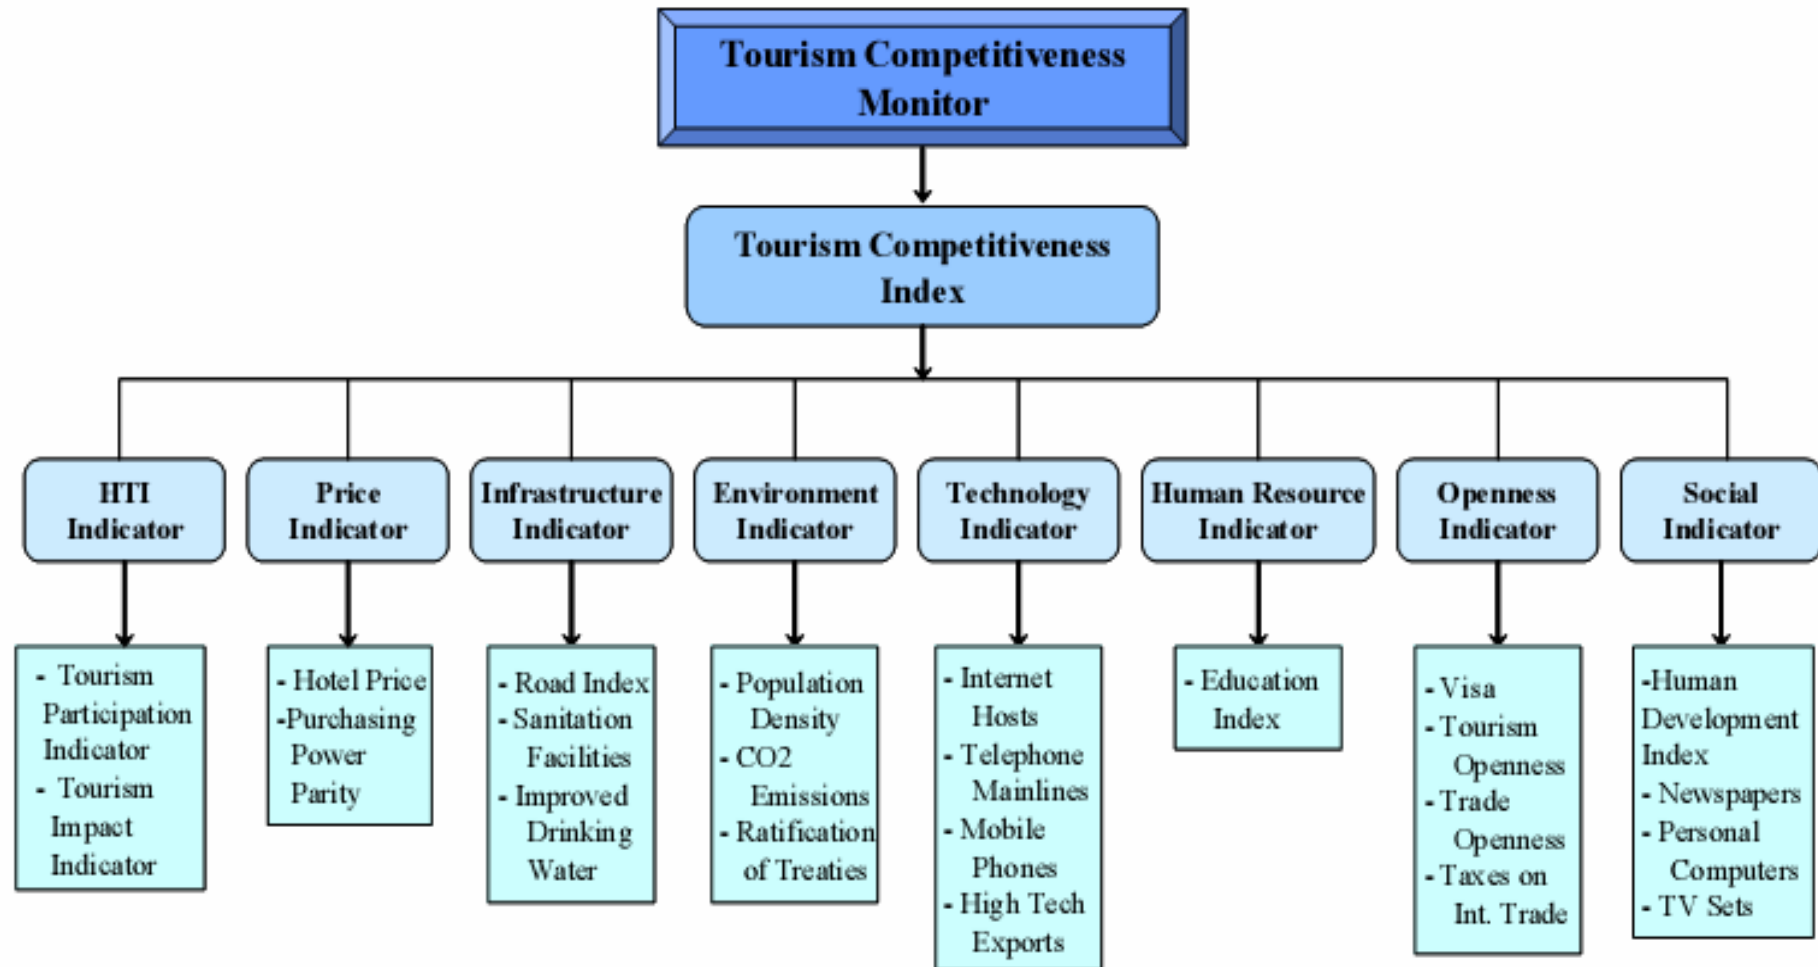 Tourism Competitiveness
Monitor
Tourism Competitiveness
Index
HTI
Indicator
Price
Indicator
Infrastructure
Indicator
Environment
Indicator
Technology
Indicator
Human Resource
Indicator
Openness
Indicator
Social
Indicator
- Tourism
Participation
Indicator
- Tourism
Impact
Indicator
- Hotel Price
-Purchasing
Power
Parity
- Road Index
- Sanitation
Facilities
- Improved
Drinking
Water
- Population
Density
- CO2
Emissions
- Ratification
of Treaties
- Internet
Hosts
- Telephone
Mainlines
- Mobile
Phones
- High Tech
Exports
- Education
Index
- Visa
- Tourism
Openness
- Trade
Openness
- Taxes on
Int. Trade
-Human
Development
Index
- Newspapers
- Personal
Computers
- TV Sets